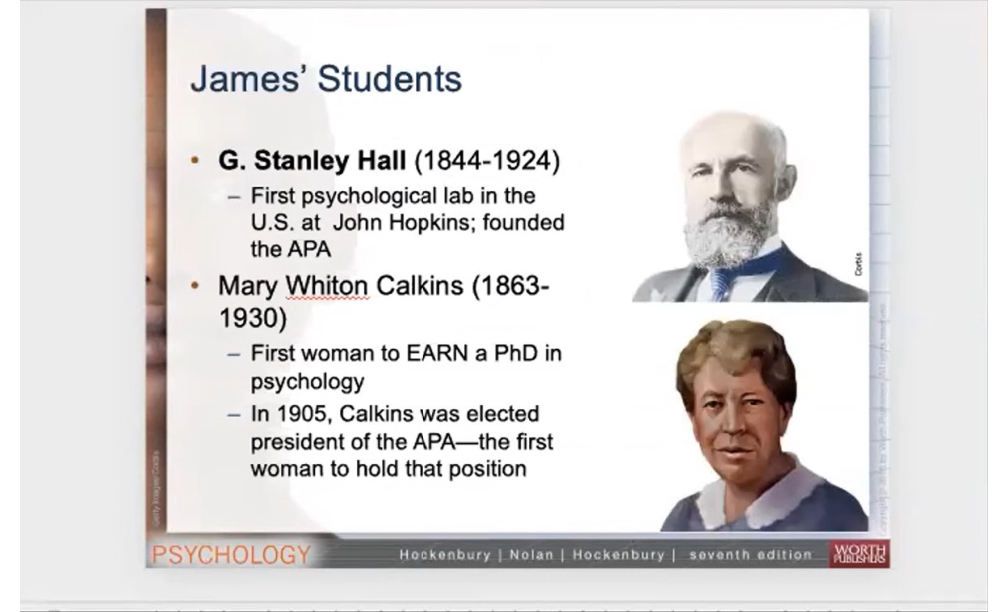 James’ Students
• G. Stanley Hall (1844-1924)
– First psychological lab in the
U.S. at John Hopkins; founded
the APA
• Mary Whiton Calkins (1863-
1930)
– First woman to EARN a PhD in
psychology
– In 1905, Calkins was elected
president of the APA—the first
woman to hold that position
Corbis
Getty Images/Corbis
PSYCHOLOGY
Hockenbury | Nolan | Hockenbury | seventh edition
WORTH
PUBLISHERS